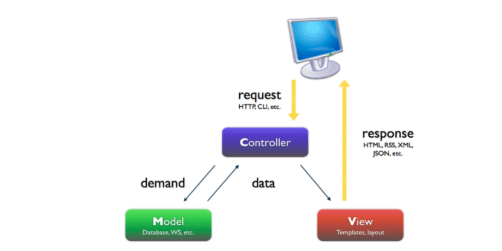 request
HTTP, CLI, etc.
response
HTML, RSS, XML,
JSON, etc.
Controller
demand
data
Model
Database, WS, etc.
View
Templates, layout